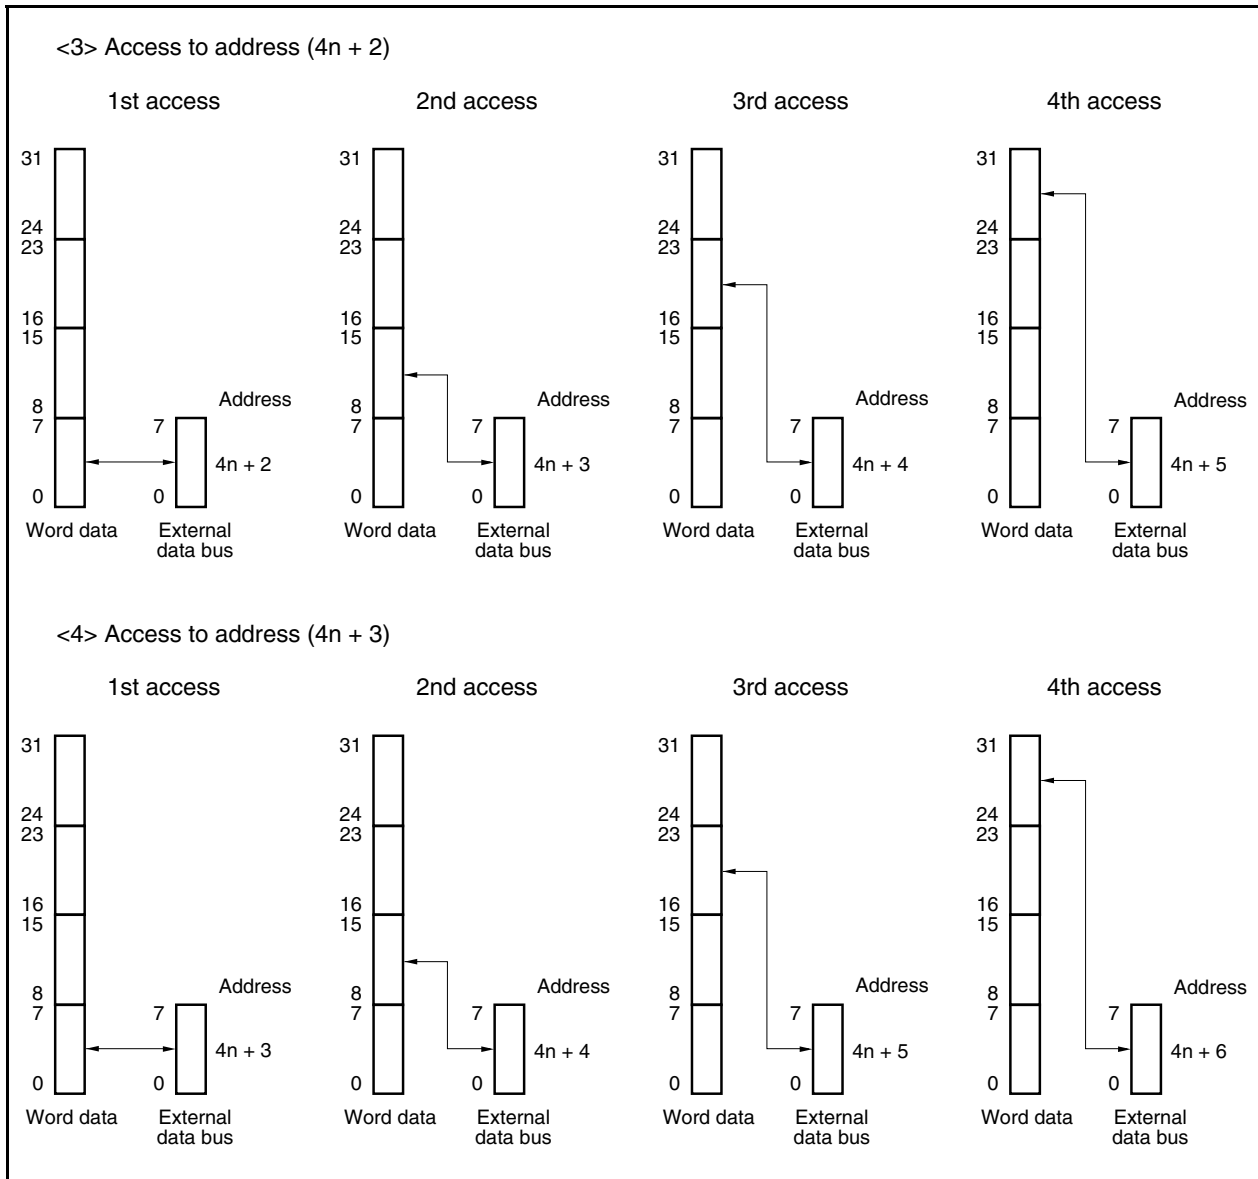 <3> Access to address (4n + 2)
1st access
2nd access
3rd access
4th access
31
24
23
16
15
8
7
0
7
0
Address
4n + 2
Word data
External
data bus
31
24
23
16
15
8
7
0
7
0
Address
4n + 3
Word data
External
data bus
31
24
23
16
15
8
7
0
7
0
Address
4n + 4
Word data
External
data bus
31
24
23
16
15
8
7
0
7
0
Address
4n + 5
Word data
External
data bus
<4> Access to address (4n + 3)
1st access
2nd access
3rd access
4th access
31
24
23
16
15
8
7
0
7
0
Address
4n + 3
Word data
External
data bus
31
24
23
16
15
8
7
0
7
0
Address
4n + 4
Word data
External
data bus
31
24
23
16
15
8
7
0
7
0
Address
4n + 5
Word data
External
data bus
31
24
23
16
15
8
7
0
7
0
Address
4n + 6
Word data
External
data bus